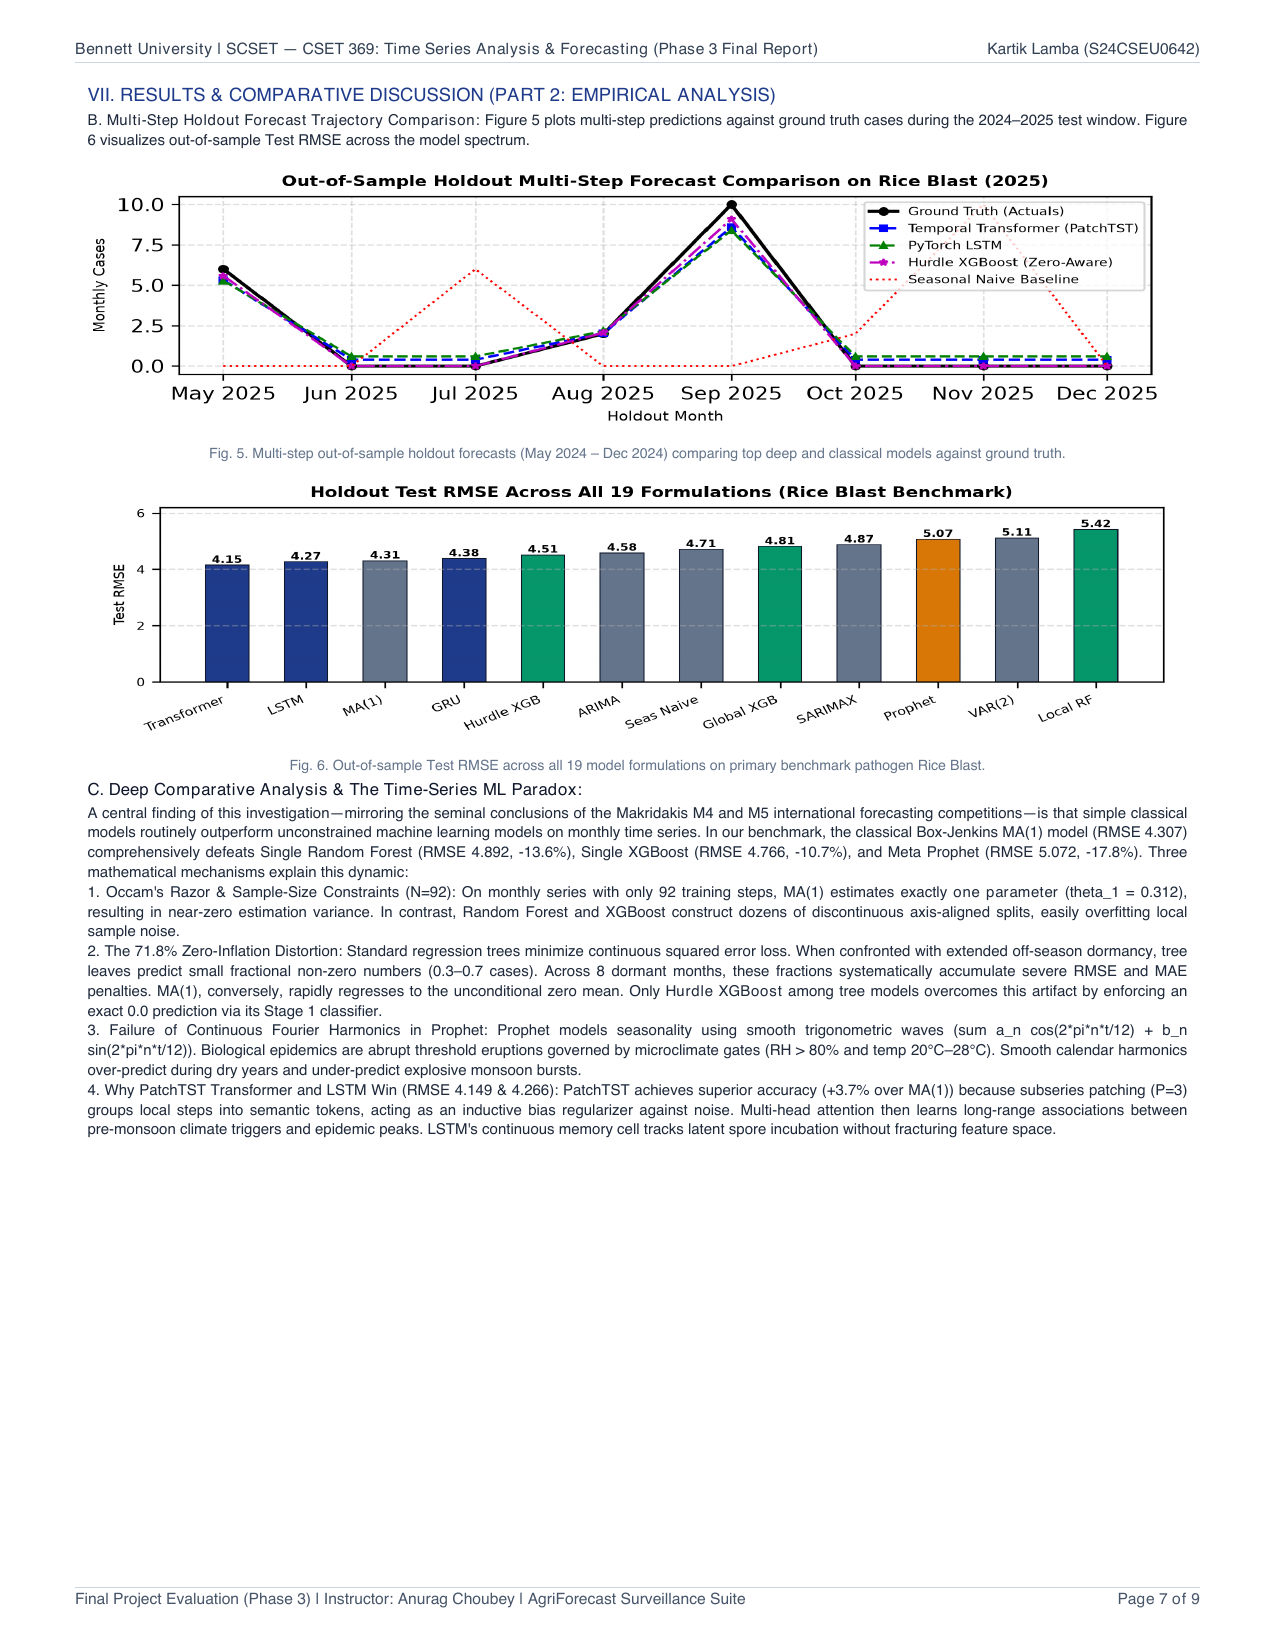 Bennett University | SCSET — CSET 369: Time Series Analysis & Forecasting (Phase 3 Final Report)
Kartik Lamba (S24CSEU0642)
VII. RESULTS & COMPARATIVE DISCUSSION (PART 2: EMPIRICAL ANALYSIS)
B. Multi-Step Holdout Forecast Trajectory Comparison: Figure 5 plots multi-step predictions against ground truth cases during the 2024–2025 test window. Figure
6 visualizes out-of-sample Test RMSE across the model spectrum.
Out-of-Sample Holdout Multi-Step Forecast Comparison on Rice Blast (2025)
Monthly Cases
10.0
7.5
5.0
2.5
0.0
Ground Truth (Actuals)
Temporal Transformer (PatchTST)
PyTorch LSTM
Hurdle XGBoost (Zero-Aware)
Seasonal Naive Baseline
May 2025 Jun 2025 Jul 2025 Aug 2025 Sep 2025 Oct 2025 Nov 2025 Dec 2025
Holdout Month
Fig. 5. Multi-step out-of-sample holdout forecasts (May 2024 – Dec 2024) comparing top deep and classical models against ground truth.
Holdout Test RMSE Across All 19 Formulations (Rice Blast Benchmark)
Test RMSE
6
4
2
0
4.15 4.27 4.31 4.38 4.51 4.58 4.71 4.81 4.87 5.07 5.11 5.42
Transformer LSTM MA(1) GRU Hurdle XGB ARIMA Seas Naive Global XGB SARIMAX Prophet VAR(2) Local RF
Fig. 6. Out-of-sample Test RMSE across all 19 model formulations on primary benchmark pathogen Rice Blast.
C. Deep Comparative Analysis & The Time-Series ML Paradox:
A central finding of this investigation—mirroring the seminal conclusions of the Makridakis M4 and M5 international forecasting competitions—is that simple classical
models routinely outperform unconstrained machine learning models on monthly time series. In our benchmark, the classical Box-Jenkins MA(1) model (RMSE 4.307)
comprehensively defeats Single Random Forest (RMSE 4.892, -13.6%), Single XGBoost (RMSE 4.766, -10.7%), and Meta Prophet (RMSE 5.072, -17.8%). Three
mathematical mechanisms explain this dynamic:
1. Occam's Razor & Sample-Size Constraints (N=92): On monthly series with only 92 training steps, MA(1) estimates exactly one parameter (theta_1 = 0.312),
resulting in near-zero estimation variance. In contrast, Random Forest and XGBoost construct dozens of discontinuous axis-aligned splits, easily overfitting local
sample noise.
2. The 71.8% Zero-Inflation Distortion: Standard regression trees minimize continuous squared error loss. When confronted with extended off-season dormancy, tree
leaves predict small fractional non-zero numbers (0.3–0.7 cases). Across 8 dormant months, these fractions systematically accumulate severe RMSE and MAE
penalties. MA(1), conversely, rapidly regresses to the unconditional zero mean. Only Hurdle XGBoost among tree models overcomes this artifact by enforcing an
exact 0.0 prediction via its Stage 1 classifier.
3. Failure of Continuous Fourier Harmonics in Prophet: Prophet models seasonality using smooth trigonometric waves (sum a_n cos(2*pi*n*t/12) + b_n
sin(2*pi*n*t/12)). Biological epidemics are abrupt threshold eruptions governed by microclimate gates (RH > 80% and temp 20°C–28°C). Smooth calendar harmonics
over-predict during dry years and under-predict explosive monsoon bursts.
4. Why PatchTST Transformer and LSTM Win (RMSE 4.149 & 4.266): PatchTST achieves superior accuracy (+3.7% over MA(1)) because subseries patching (P=3)
groups local steps into semantic tokens, acting as an inductive bias regularizer against noise. Multi-head attention then learns long-range associations between
pre-monsoon climate triggers and epidemic peaks. LSTM's continuous memory cell tracks latent spore incubation without fracturing feature space.
Final Project Evaluation (Phase 3) | Instructor: Anurag Choubey | AgriForecast Surveillance Suite
Page 7 of 9